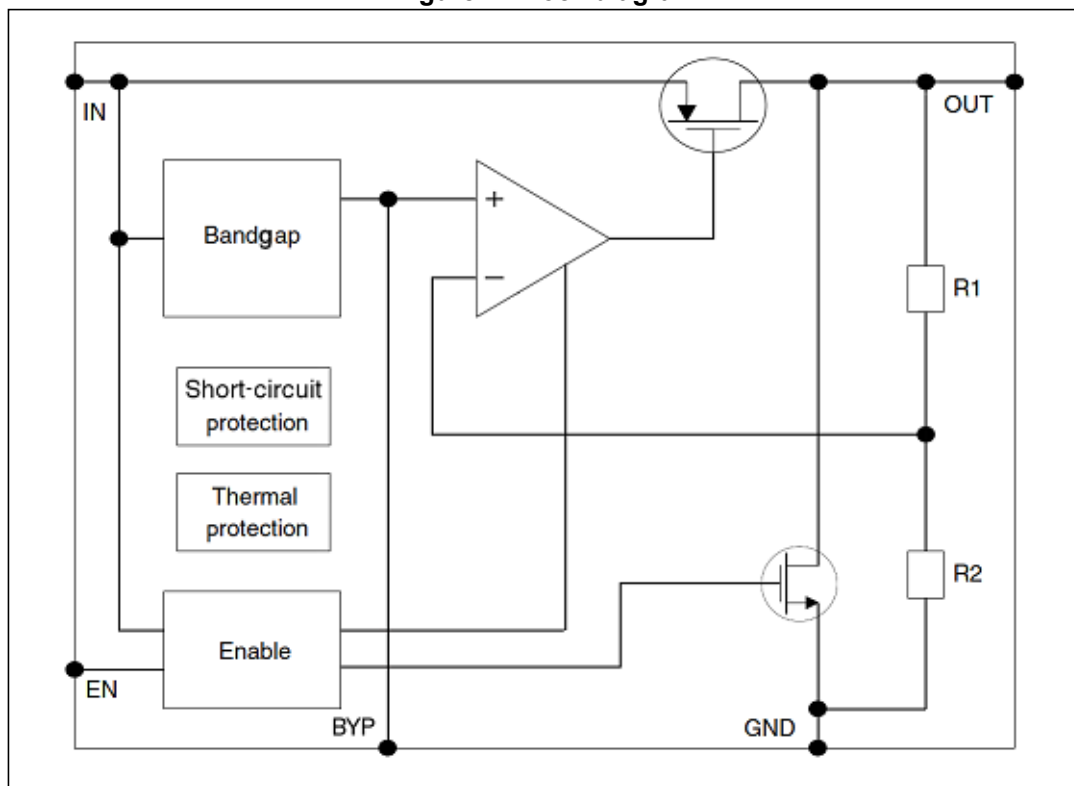 IN
OUT
Bandgap
+
−
R1
Short-circuit
protection
Thermal
protection
R2
Enable
EN
BYP
GND